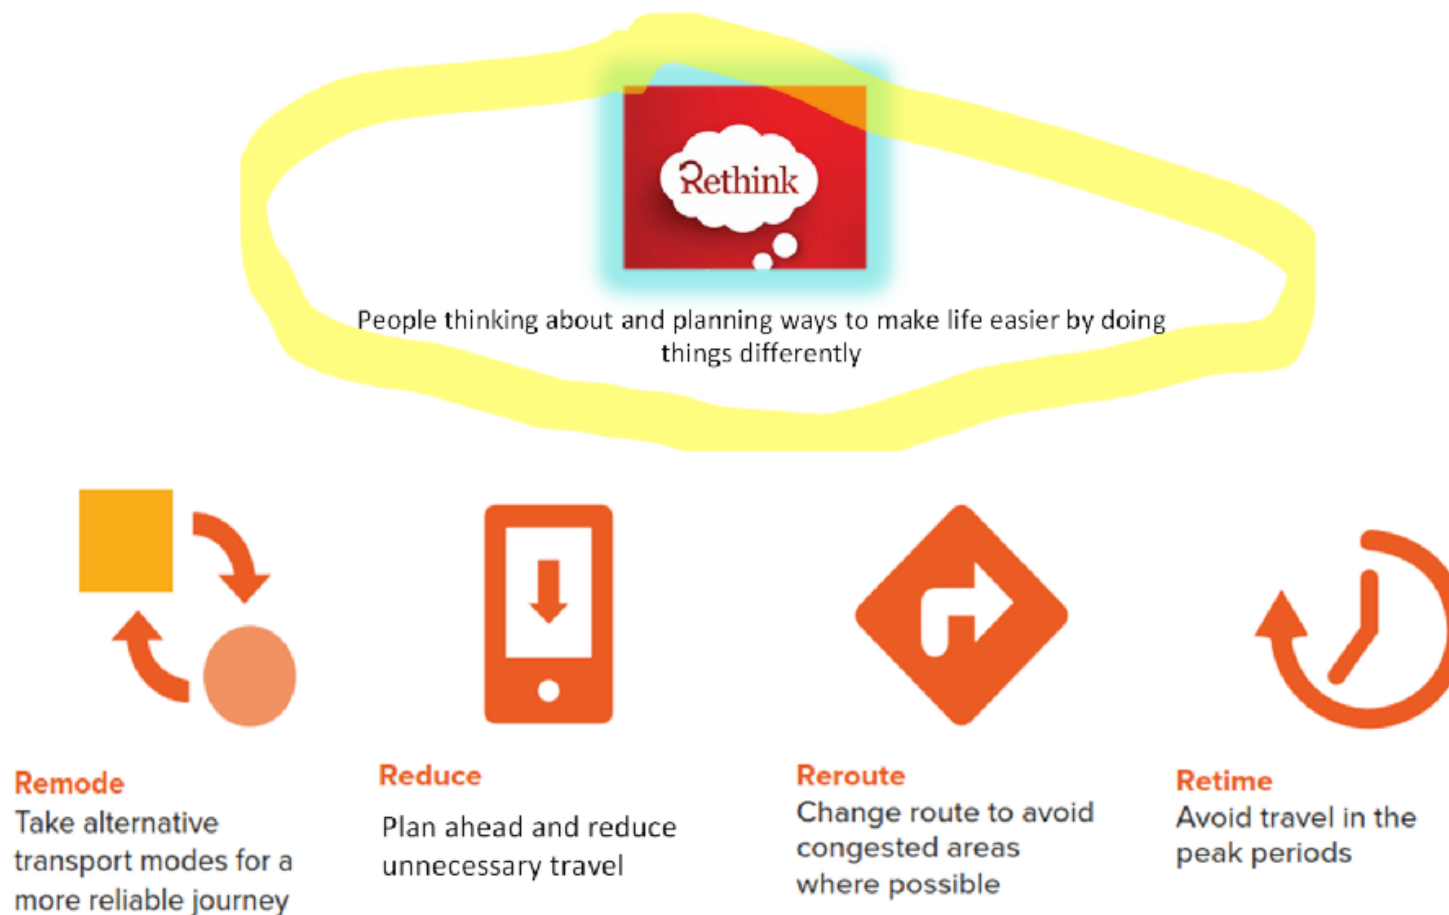 Rethink
People thinking about and planning ways to make life easier by doing
things differently
Remode
Take alternative
transport modes for a
more reliable journey
Reduce
Plan ahead and reduce
unnecessary travel
Reroute
Change route to avoid
congested areas
where possible
Retime
Avoid travel in the
peak periods